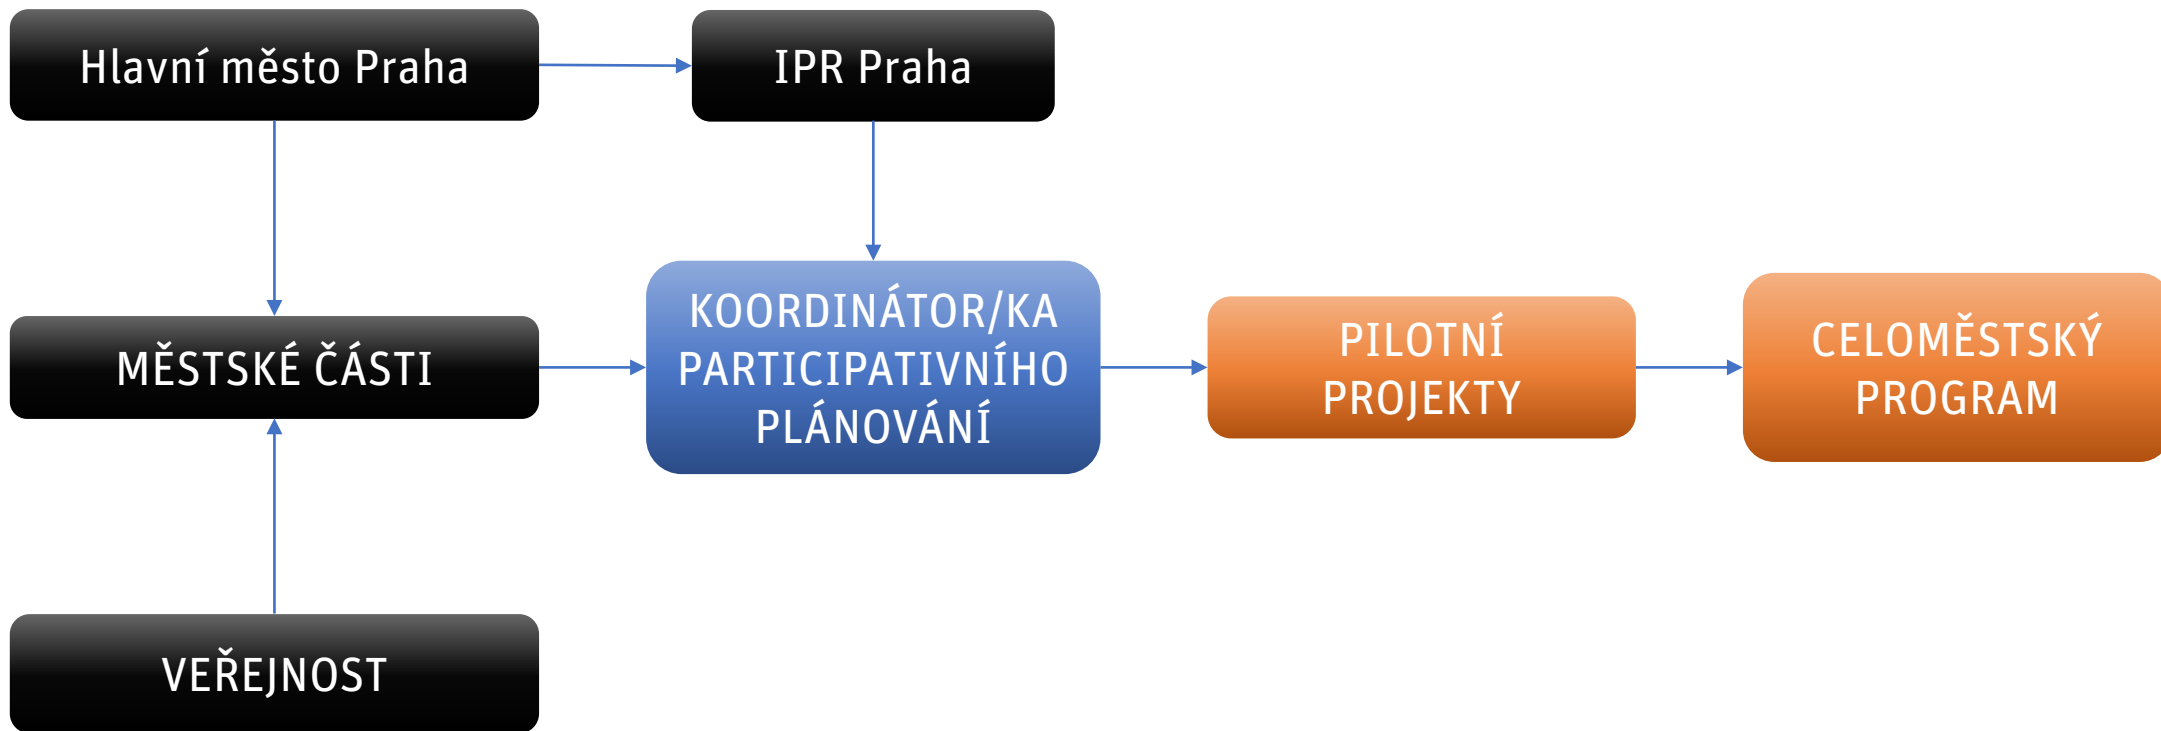 Hlavní město Praha
IPR Praha
MĚSTSKÉ ČÁSTI
KOORDINÁTOR/KA
PARTICIPATIVNÍHO
PLÁNOVÁNÍ
PILOTNÍ
PROJEKTY
CELOMĚSTSKÝ
PROGRAM
VEŘEJNOST